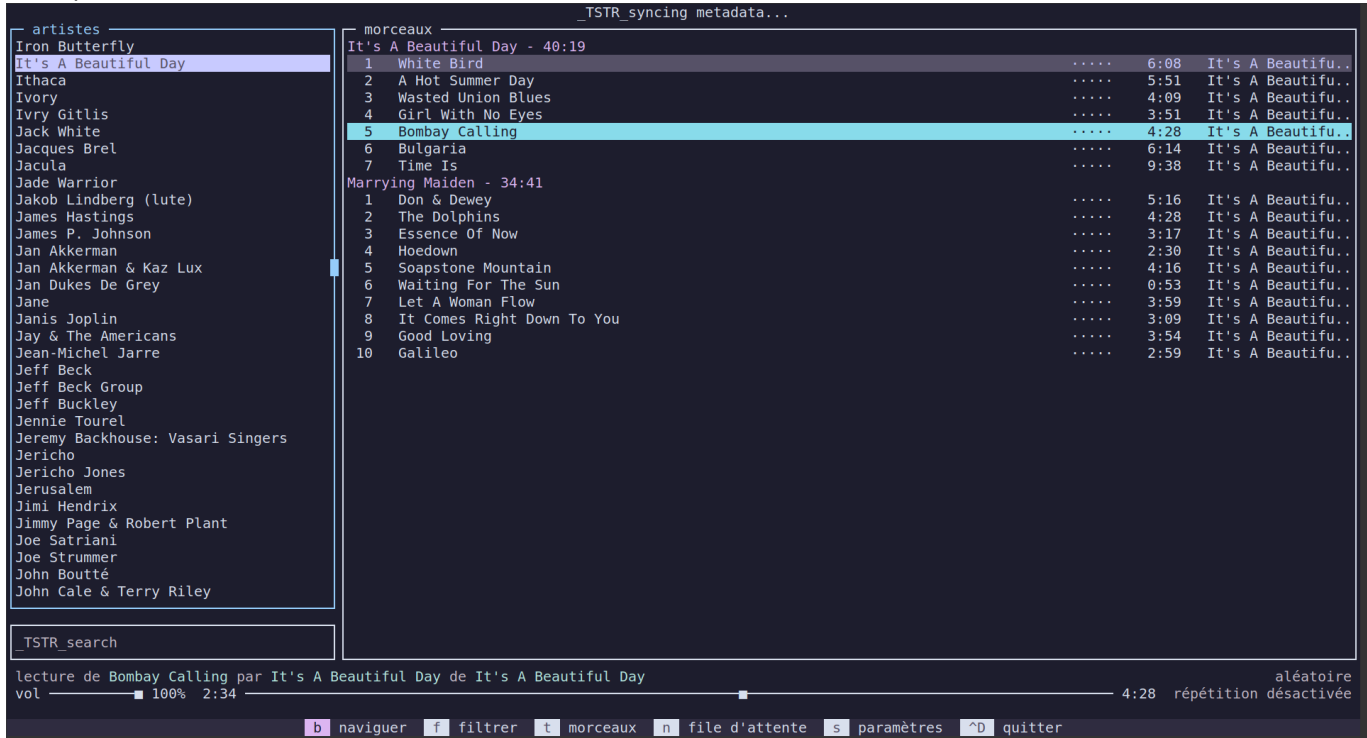 _TSTR_syncing metadata...
artistes
Iron Butterfly
It's A Beautiful Day
Ithaca
Ivory
Ivry Gitlis
Jack White
Jacques Brel
Jacula
Jade Warrior
Jakob Lindberg (lute)
James Hastings
James P. Johnson
Jan Akkerman
Jan Akkerman & Kaz Lux
Jan Dukes De Grey
Jane
Janis Joplin
Jay & The Americans
Jean-Michel Jarre
Jeff Beck
Jeff Beck Group
Jeff Buckley
Jennie Tourel
Jeremy Backhouse: Vasari Singers
Jericho
Jericho Jones
Jerusalem
Jimi Hendrix
Jimmy Page & Robert Plant
Joe Satriani
Joe Strummer
John Boutté
John Cale & Terry Riley
_TSTR_search
morceaux
It's A Beautiful Day - 40:19
1 White Bird ····· 6:08 It's A Beautifu..
2 A Hot Summer Day ····· 5:51 It's A Beautifu..
3 Wasted Union Blues ····· 4:09 It's A Beautifu..
4 Girl With No Eyes ····· 3:51 It's A Beautifu..
5 Bombay Calling ····· 4:28 It's A Beautifu..
6 Bulgaria ····· 6:14 It's A Beautifu..
7 Time Is ····· 9:38 It's A Beautifu..
Marrying Maiden - 34:41
1 Don & Dewey ····· 5:16 It's A Beautifu..
2 The Dolphins ····· 4:28 It's A Beautifu..
3 Essence Of Now ····· 3:17 It's A Beautifu..
4 Hoedown ····· 2:30 It's A Beautifu..
5 Soapstone Mountain ····· 4:16 It's A Beautifu..
6 Waiting For The Sun ····· 0:53 It's A Beautifu..
7 Let A Woman Flow ····· 3:59 It's A Beautifu..
8 It Comes Right Down To You ····· 3:09 It's A Beautifu..
9 Good Loving ····· 3:54 It's A Beautifu..
10 Galileo ····· 2:59 It's A Beautifu..
lecture de Bombay Calling par It's A Beautiful Day de It's A Beautiful Day aléatoire
vol 100% 2:34 4:28 répétition désactivée
b naviguer f filtrer t morceaux n file d'attente s paramètres ^D quitter